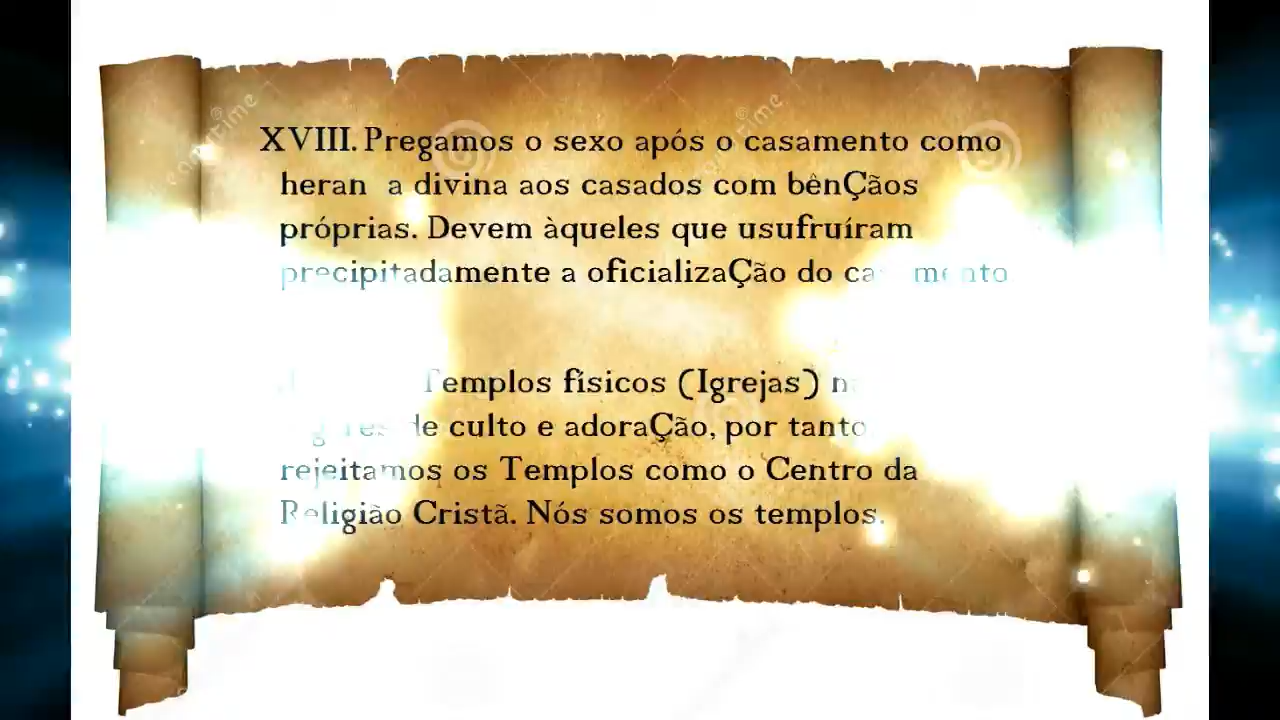 XVIII. Pregamos o sexo após o casamento como
heran a divina aos casados com bênÇãos
próprias. Devem àqueles que usufruíram
precipitadamente a oficializaÇão do casamento
Templos físicos (Igrejas)
de culto e adoraÇão, por tanto
rejeitamos os Templos como o Centro da
Religião Cristã. Nós somos os templos.